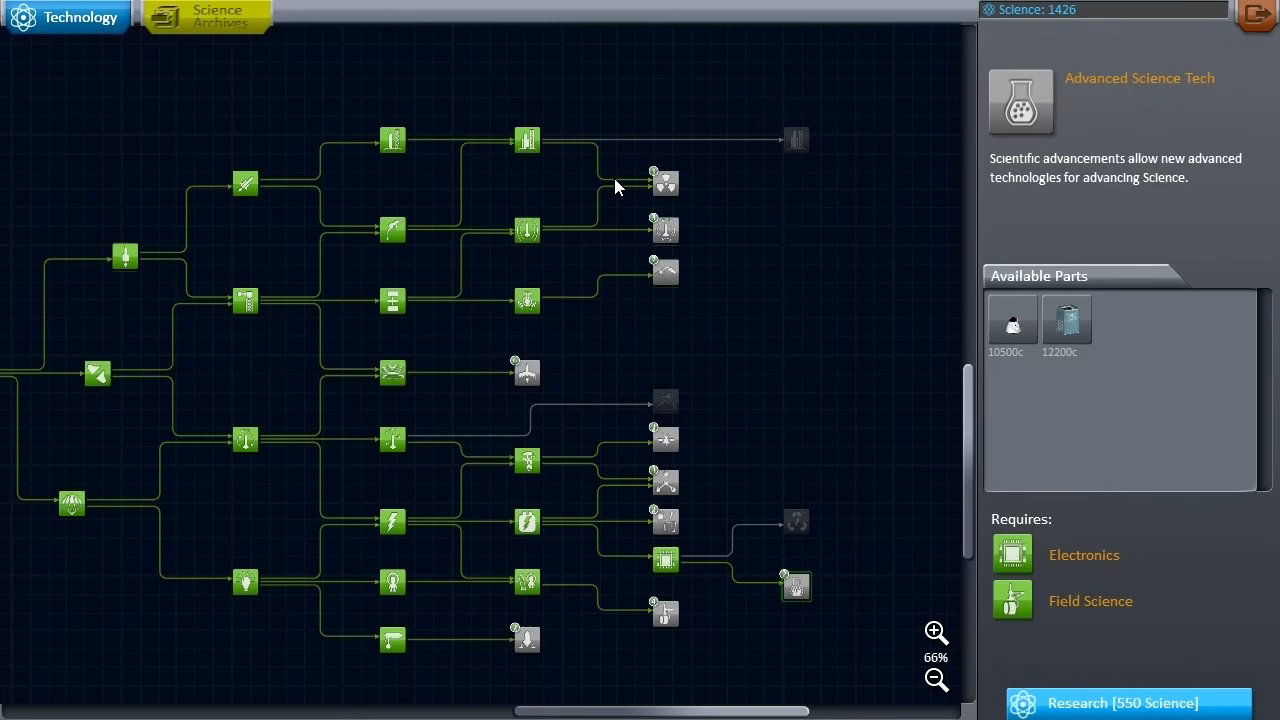 Technology
Science
Archives
Science: 1426
Advanced Science Tech
Scientific advancements allow new advanced
technologies for advancing Science.
Available Parts
10500c
12200c
Requires:
Electronics
Field Science
66%
Research [550 Science]